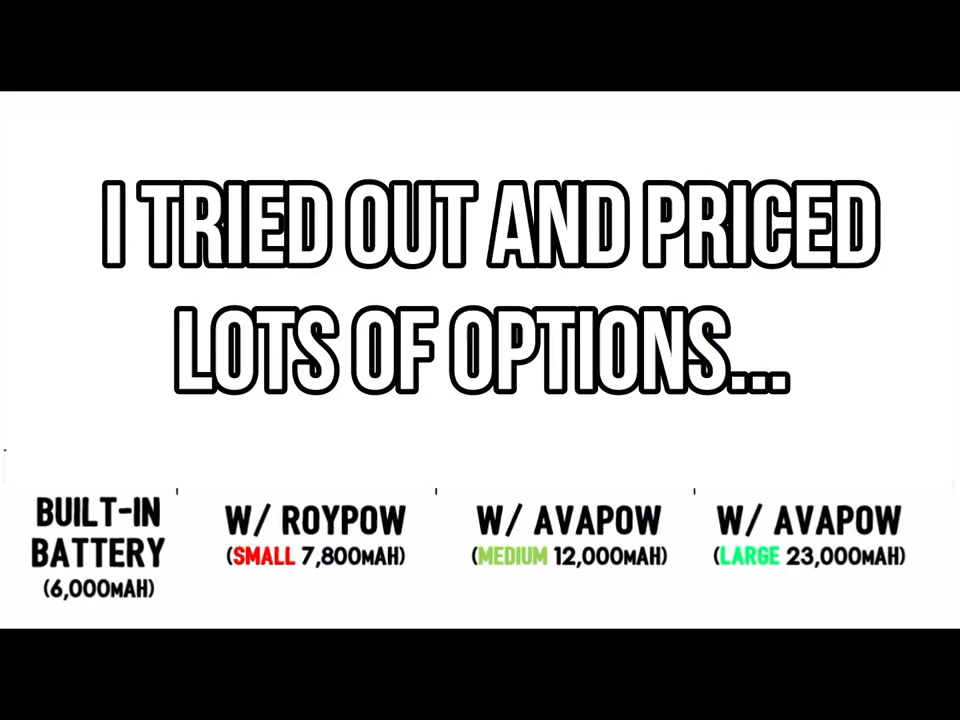 I TRIED OUT AND PRICED
LOTS OF OPTIONS...
BUILT-IN
BATTERY
(6,000MAH)
W/ ROYPOW
(SMALL 7,800MAH)
W/ AVAPOW
(MEDIUM 12,000MAH)
W/ AVAPOW
(LARGE 23,000MAH)